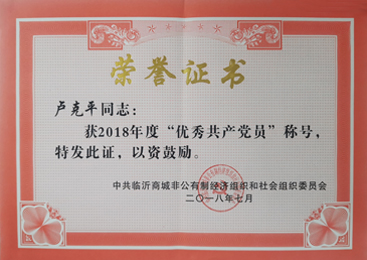 荣誉证书
卢克平同志：
获2018年度“优秀共产党员”称号，
特发此证，以资鼓励。
中共临沂商城非公有制经济组织和社会组织委员会
二〇一八年七月